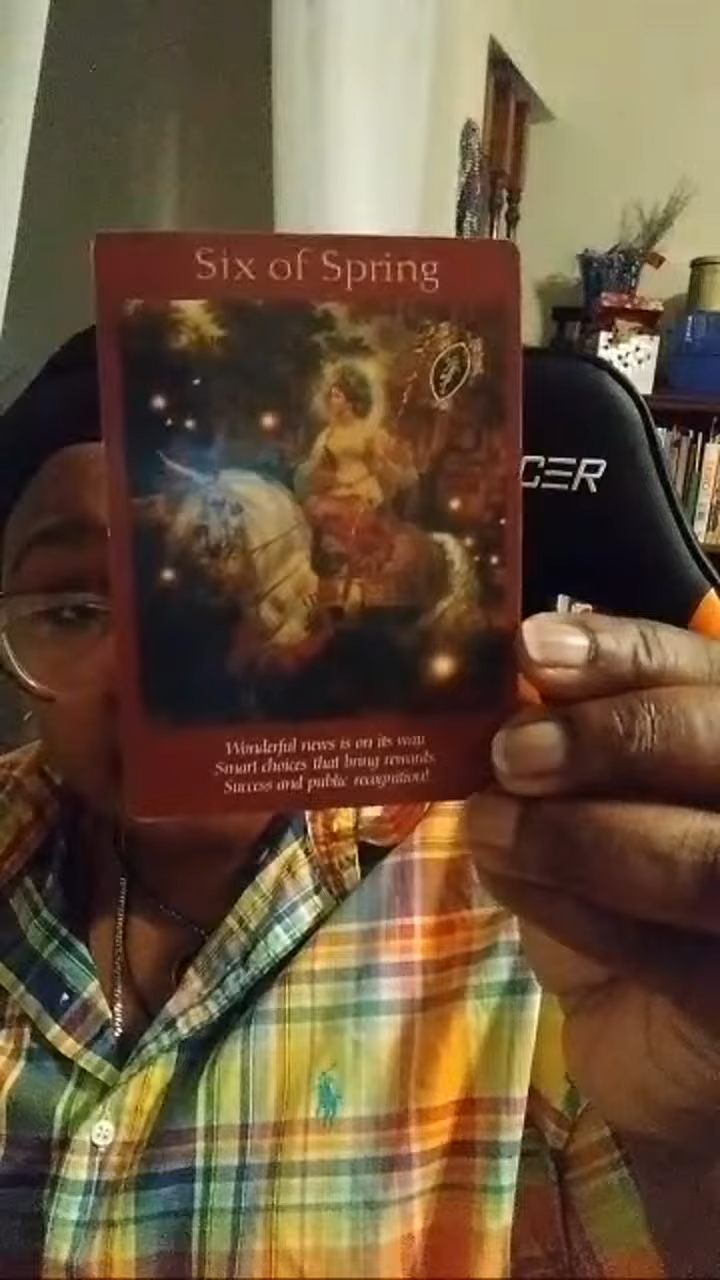 Six of Spring
CER
Wonderful news is on its way
Smart choices that bring rewards.
Success and public recognition!